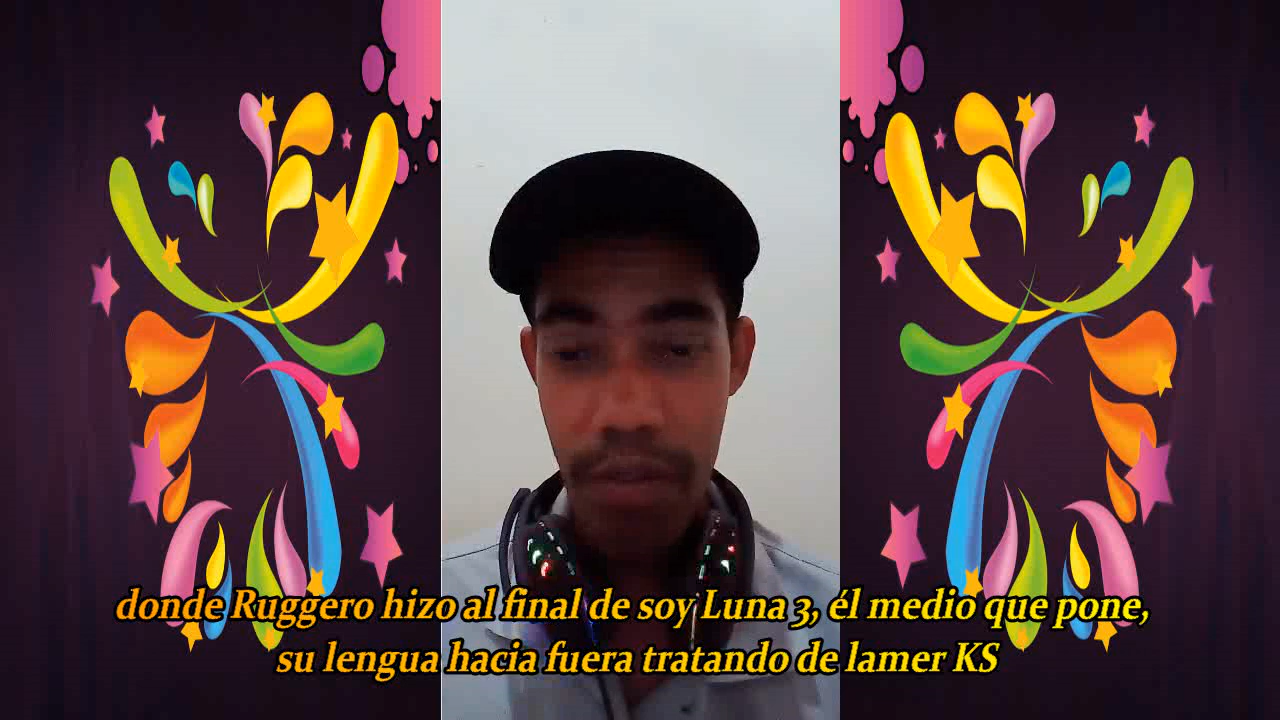 donde Ruggero hizo al final de soy Luna 3, él medio que pone,
su lengua hacia fuera tratando de lamer KS